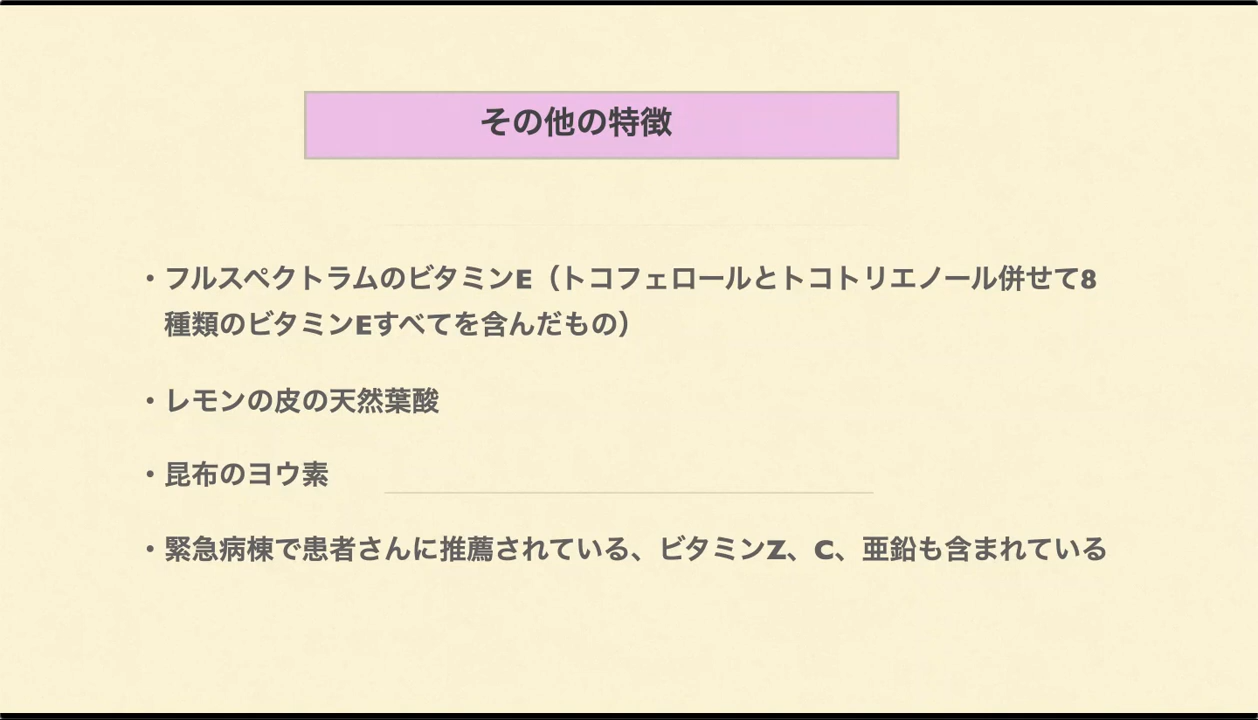 その他の特徴
・フルスペクトラムのビタミンE（トコフェロールとトコトリエノール併せて8
種類のビタミンEすべてを含んだもの）
・レモンの皮の天然葉酸
・昆布のヨウ素
・緊急病棟で患者さんに推薦されている、ビタミンZ、C、亜鉛も含まれている